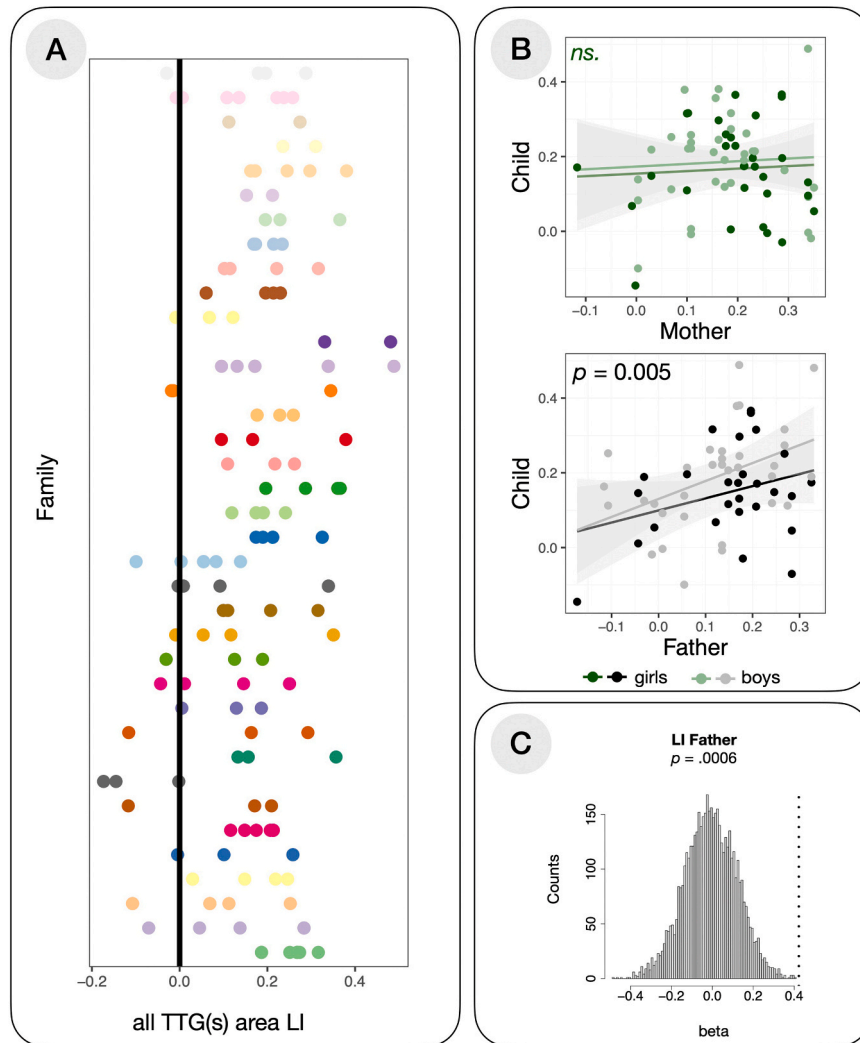 A
Family
−0.2
0.0
0.2
0.4
all TTG(s) area LI
B
ns.
Child
0.4
0.2
0.0
−0.1
0.0
0.1
0.2
0.3
Mother
p = 0.005
Child
0.4
0.2
0.0
−0.1
0.0
0.1
0.2
0.3
Father
girls
boys
C
LI Father
p = .0006
Counts
150
100
50
0
−0.4
−0.2
0.0
0.2
0.4
beta